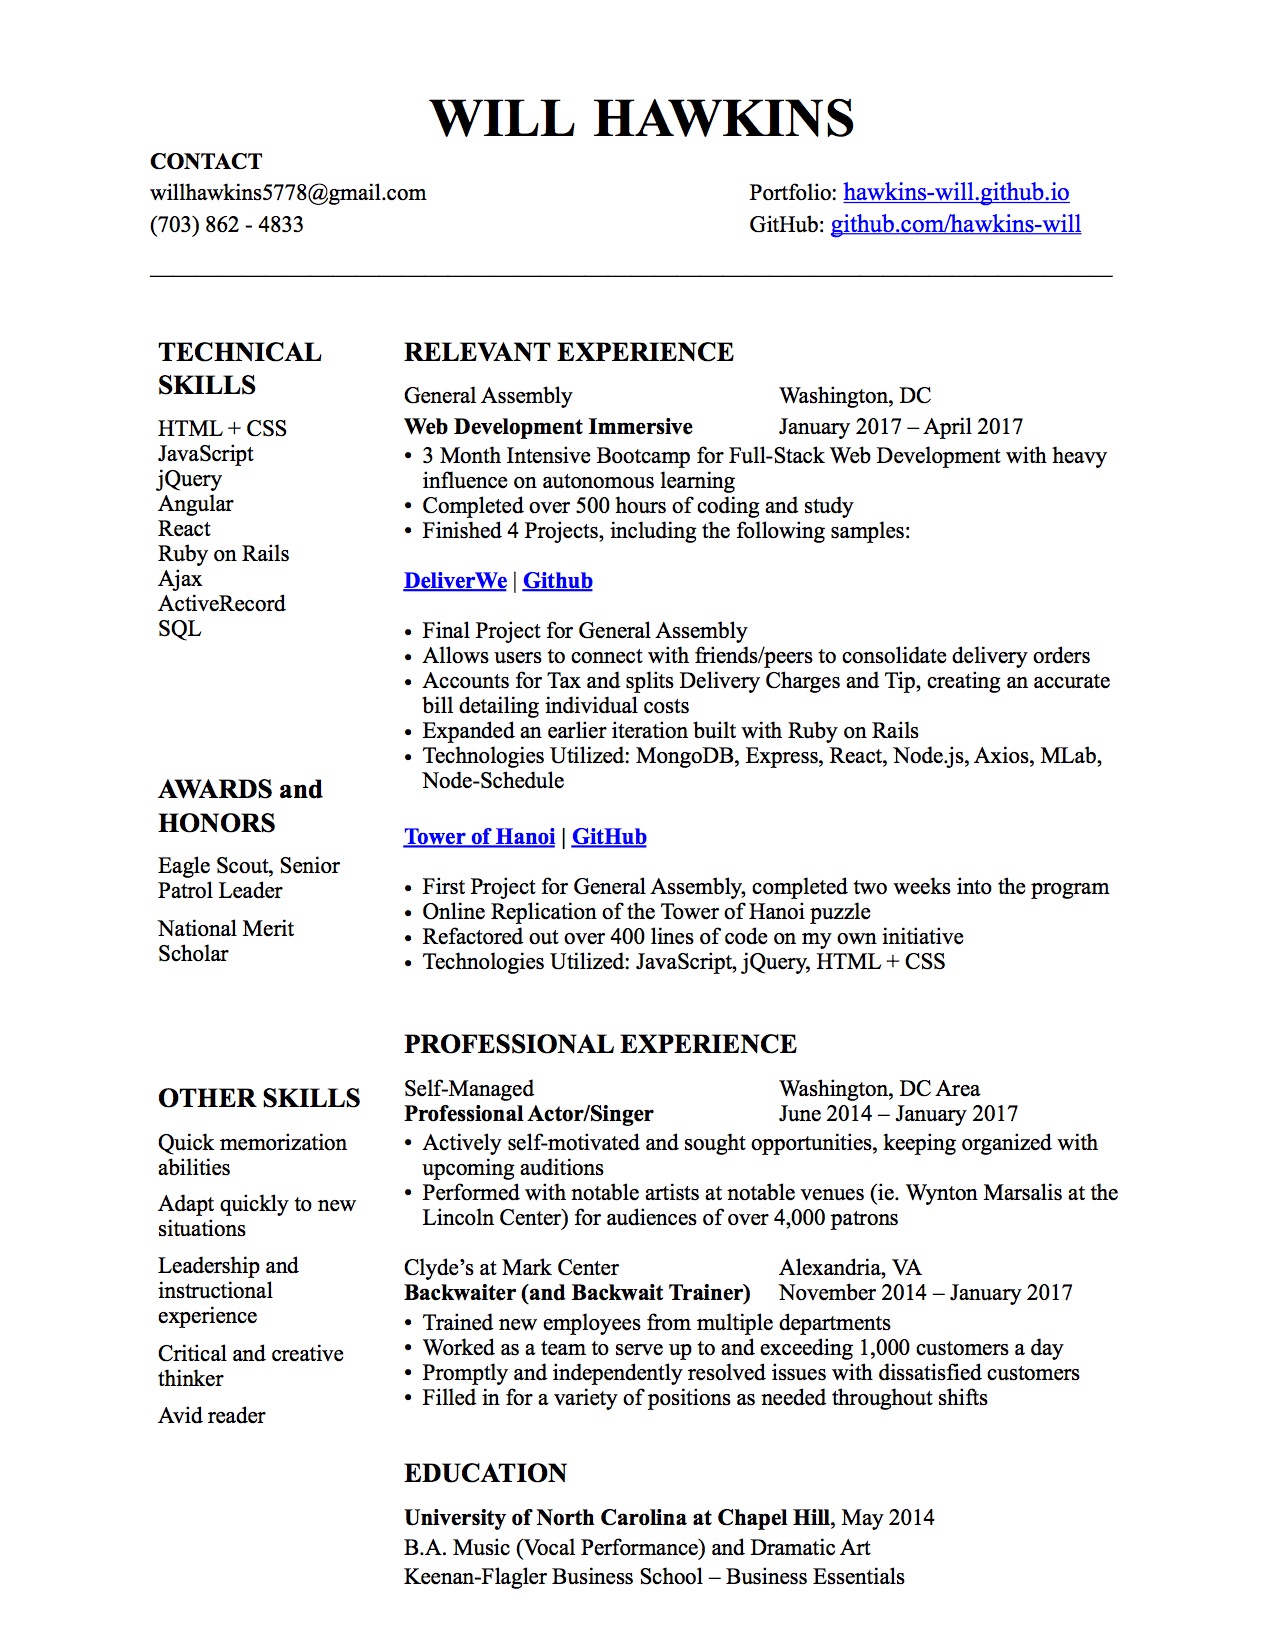 WILL HAWKINS
CONTACT
willhawkins5778@gmail.com
Portfolio: hawkins-will.github.io
(703) 862 - 4833
GitHub: github.com/hawkins-will
TECHNICAL
SKILLS
HTML + CSS
JavaScript
jQuery
Angular
React
Ruby on Rails
Ajax
ActiveRecord
SQL
AWARDS and
HONORS
Eagle Scout, Senior
Patrol Leader
National Merit
Scholar
OTHER SKILLS
Quick memorization
abilities
Adapt quickly to new
situations
Leadership and
instructional
experience
Critical and creative
thinker
Avid reader
RELEVANT EXPERIENCE
General Assembly Washington, DC
Web Development Immersive January 2017 – April 2017
• 3 Month Intensive Bootcamp for Full-Stack Web Development with heavy
influence on autonomous learning
• Completed over 500 hours of coding and study
• Finished 4 Projects, including the following samples:
DeliverWe | Github
• Final Project for General Assembly
• Allows users to connect with friends/peers to consolidate delivery orders
• Accounts for Tax and splits Delivery Charges and Tip, creating an accurate
bill detailing individual costs
• Expanded an earlier iteration built with Ruby on Rails
• Technologies Utilized: MongoDB, Express, React, Node.js, Axios, MLab,
Node-Schedule
Tower of Hanoi | GitHub
• First Project for General Assembly, completed two weeks into the program
• Online Replication of the Tower of Hanoi puzzle
• Refactored out over 400 lines of code on my own initiative
• Technologies Utilized: JavaScript, jQuery, HTML + CSS
PROFESSIONAL EXPERIENCE
Self-Managed Washington, DC Area
Professional Actor/Singer June 2014 – January 2017
• Actively self-motivated and sought opportunities, keeping organized with
upcoming auditions
• Performed with notable artists at notable venues (ie. Wynton Marsalis at the
Lincoln Center) for audiences of over 4,000 patrons
Clyde’s at Mark Center Alexandria, VA
Backwaiter (and Backwait Trainer) November 2014 – January 2017
• Trained new employees from multiple departments
• Worked as a team to serve up to and exceeding 1,000 customers a day
• Promptly and independently resolved issues with dissatisfied customers
• Filled in for a variety of positions as needed throughout shifts
EDUCATION
University of North Carolina at Chapel Hill, May 2014
B.A. Music (Vocal Performance) and Dramatic Art
Keenan-Flagler Business School – Business Essentials